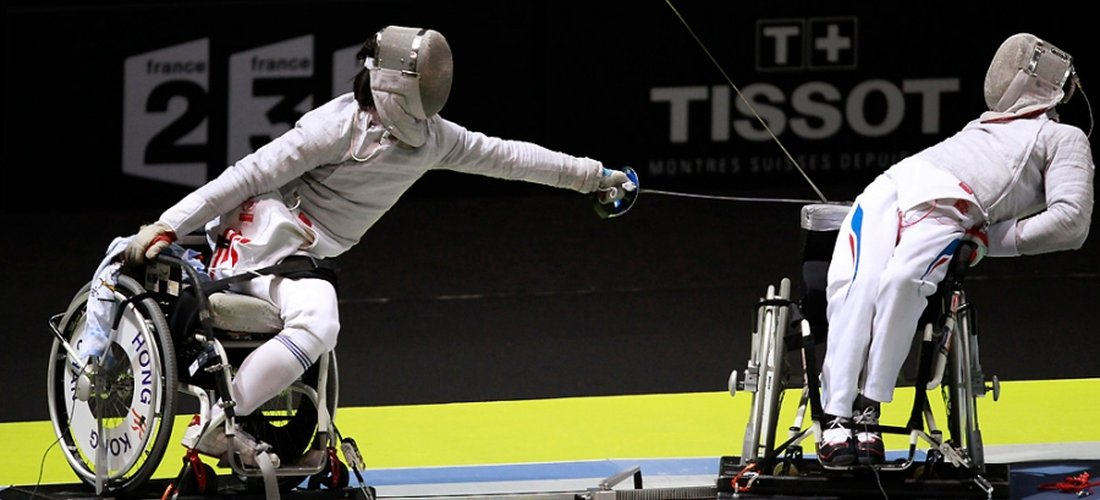 france
2
france
3
T+
TISSOT
MONTRES SUISSES DEPUIS
HONG
KONG